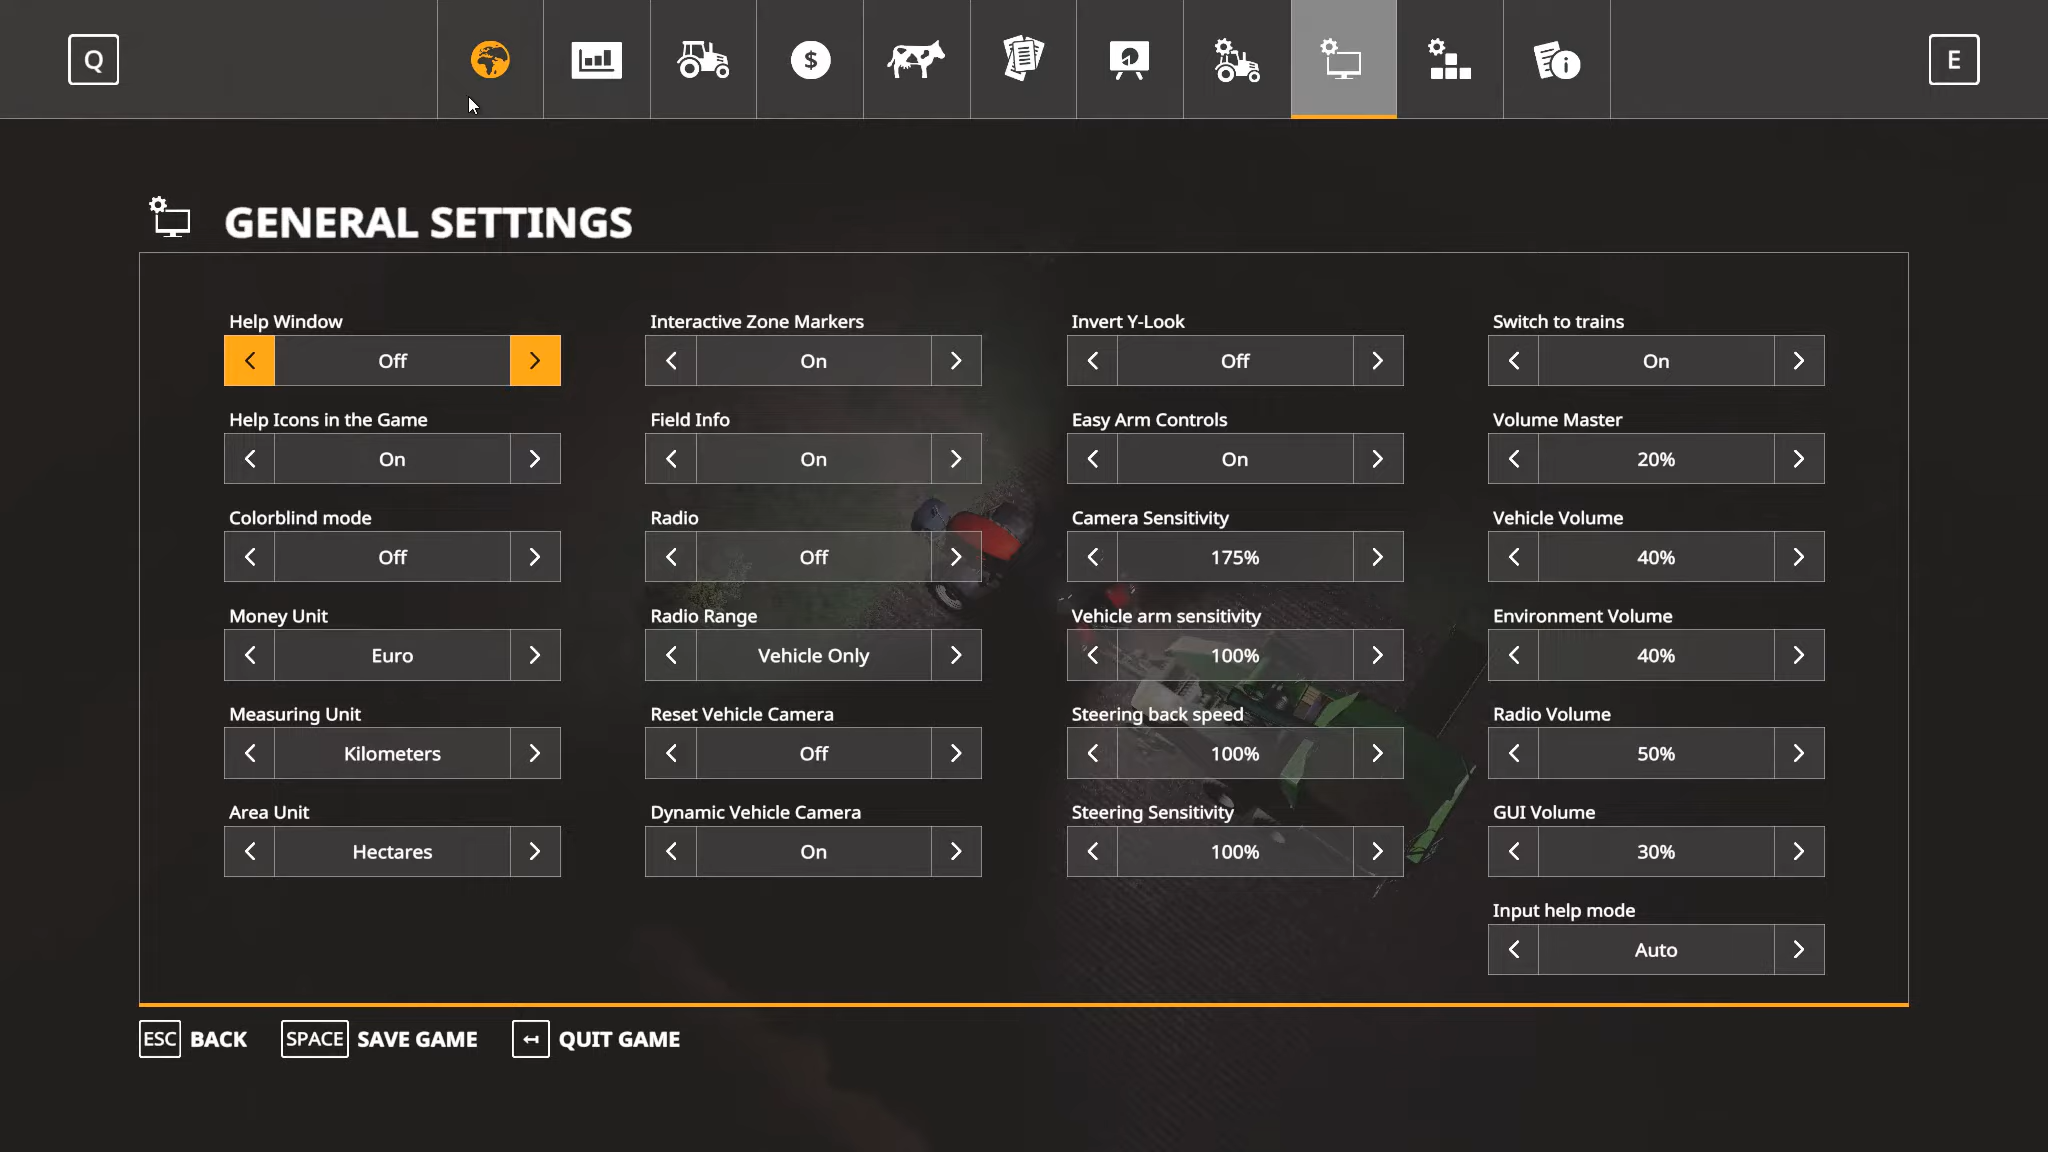 Q
E
GENERAL SETTINGS
Help Window
Off
Help Icons in the Game
On
Colorblind mode
Off
Money Unit
Euro
Measuring Unit
Kilometers
Area Unit
Hectares
Interactive Zone Markers
On
Field Info
On
Radio
Off
Radio Range
Vehicle Only
Reset Vehicle Camera
Off
Dynamic Vehicle Camera
On
Invert Y-Look
Off
Easy Arm Controls
On
Camera Sensitivity
175%
Vehicle arm sensitivity
100%
Steering back speed
100%
Steering Sensitivity
100%
Switch to trains
On
Volume Master
20%
Vehicle Volume
40%
Environment Volume
40%
Radio Volume
50%
GUI Volume
30%
Input help mode
Auto
ESC BACK SPACE SAVE GAME QUIT GAME